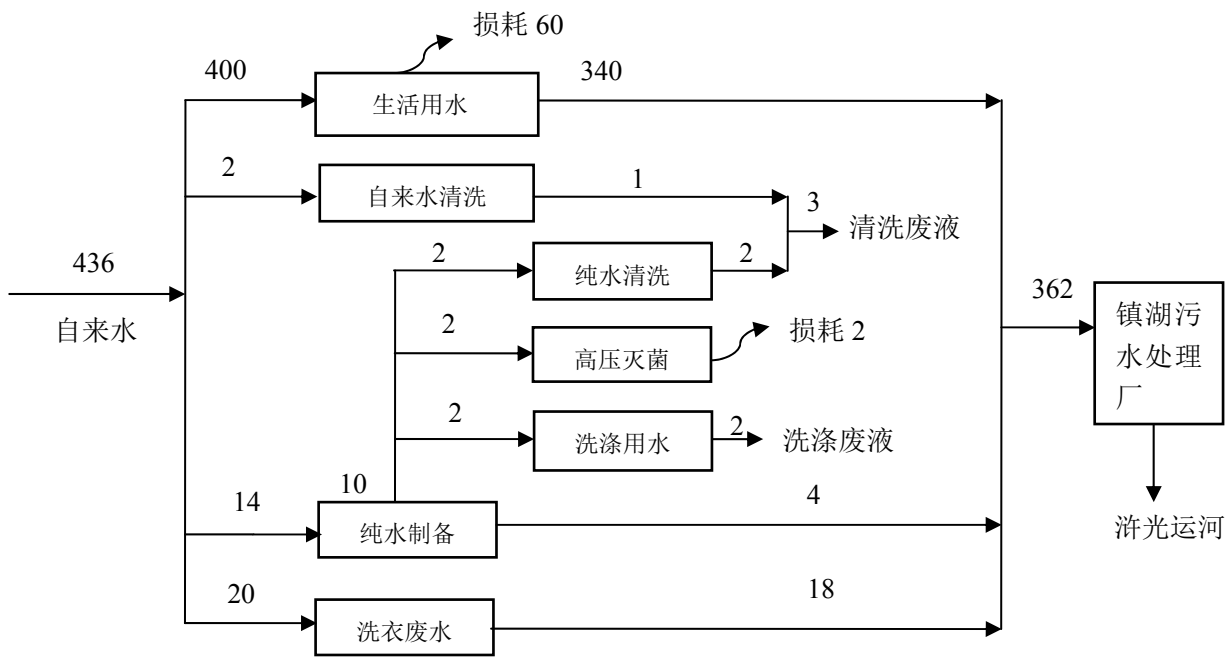 损耗 60
400
生活用水
340
2
自来水清洗
1
3
清洗废液
436
自来水
2
纯水清洗
2
362
镇湖污
水处理
厂
2
高压灭菌
损耗 2
2
洗涤用水
2
洗涤废液
14
10
纯水制备
4
浒光运河
20
洗衣废水
18